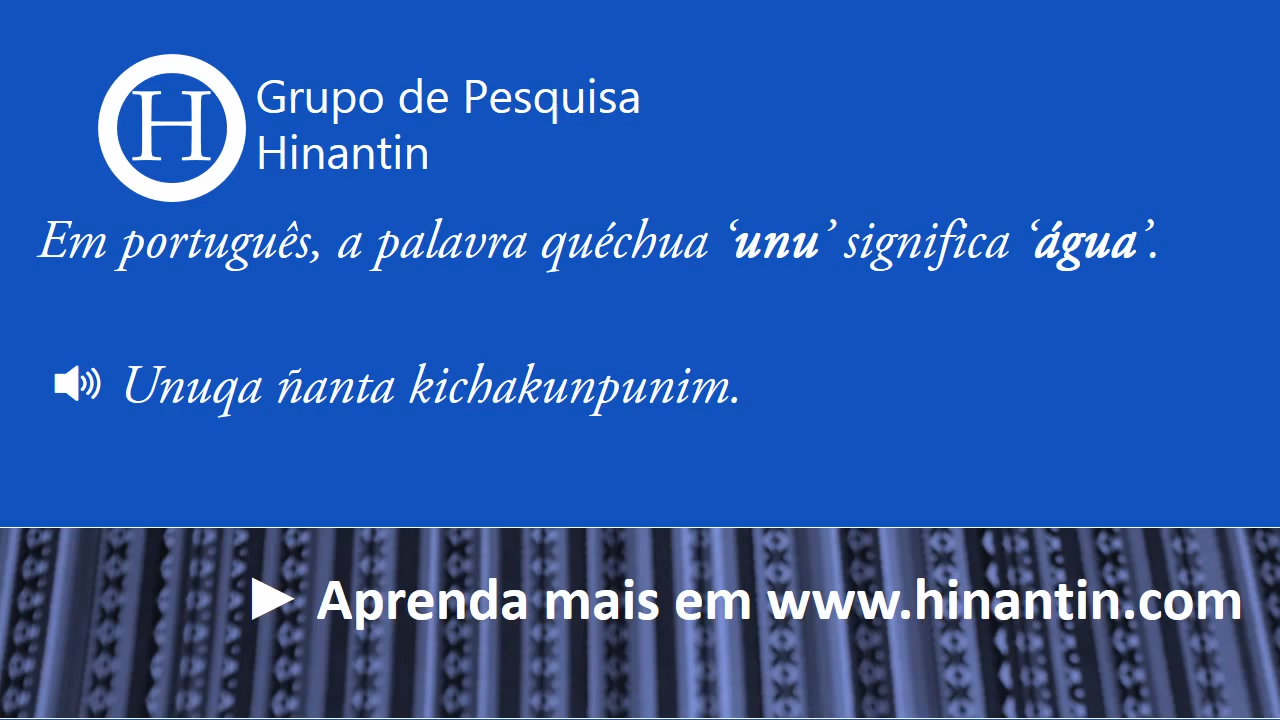 H
Grupo de Pesquisa
Hinantin
Em português, a palavra quéchua ‘unu’ significa ‘água’.
Unuqa ñanta kichakunpunim.
Aprenda mais em www.hinantin.com